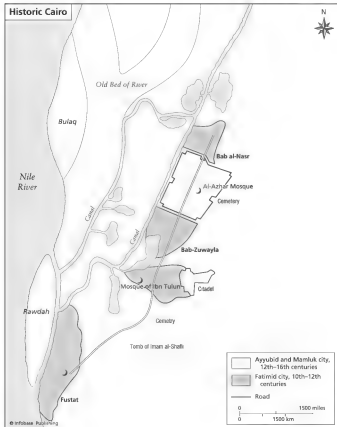 Historic Cairo
N
Old Bed of River
Bulaq
Nile
River
Canal
Canal
Bab al-Nasr
Al-Azhar Mosque
Cemetery
Bab-Zuwayla
Mosque of Ibn Tulun
Citadel
Rawdah
Cemetry
Tomb of Imam al-Shafii
Fustat
Ayyubid and Mamluk city,
12th–16th centuries
Fatimid city, 10th–12th
centuries
Road
0 1500 miles
0 1500 km
© Infobase Publishing